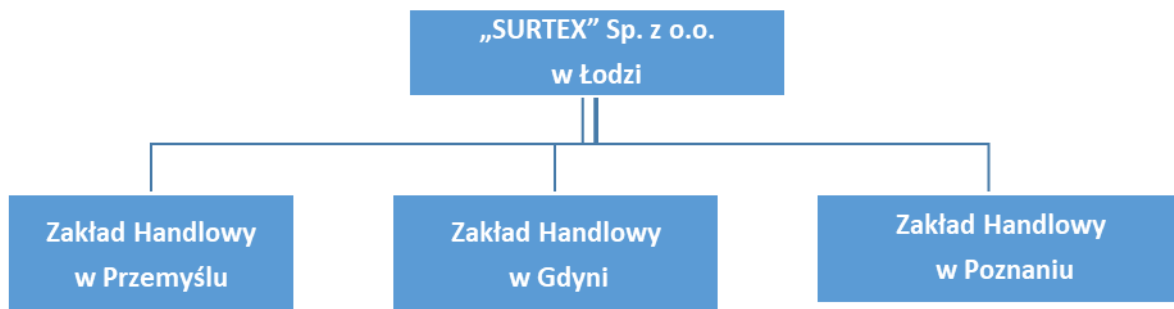 „SURTEX” Sp. z o.o.
w Łodzi
Zakład Handlowy
w Przemyślu
Zakład Handlowy
w Gdyni
Zakład Handlowy
w Poznaniu